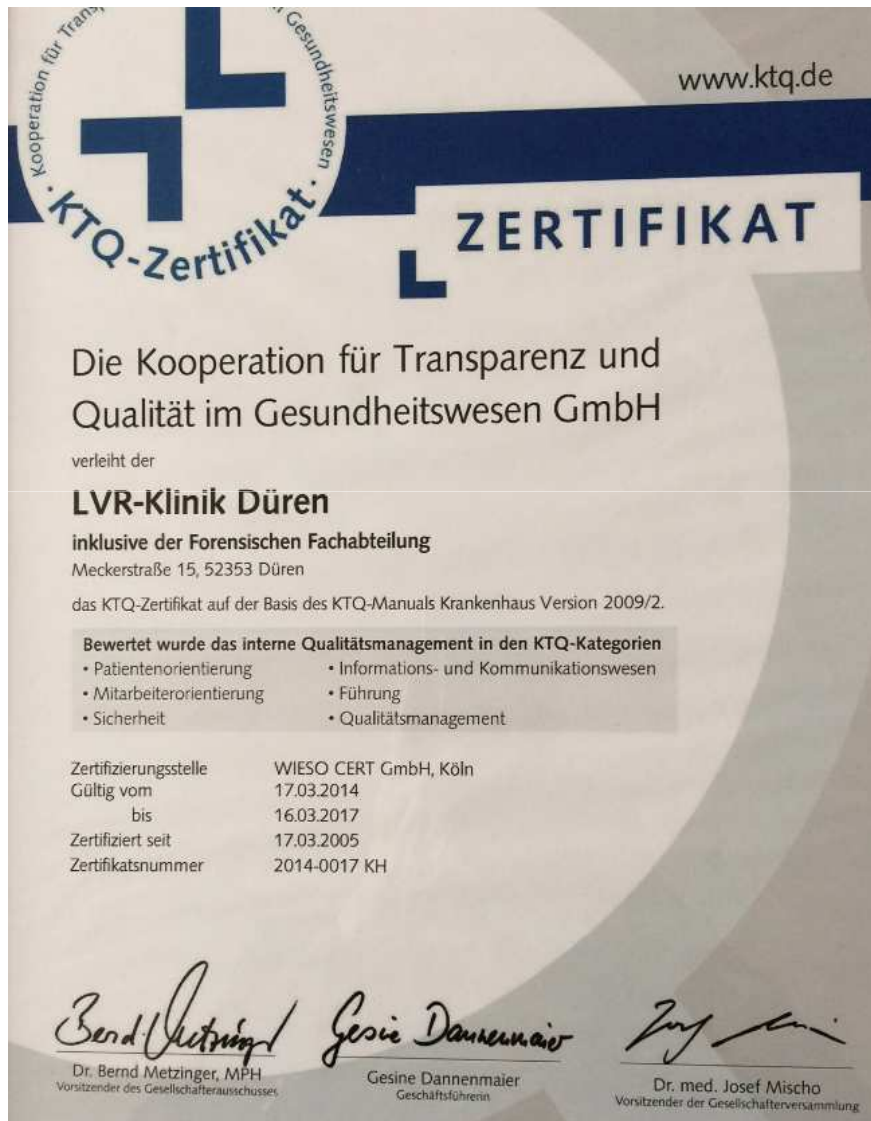 Kooperation für Trans
Gesundheitswesen
· KTQ-Zertifikat ·
www.ktq.de
ZERTIFIKAT
Die Kooperation für Transparenz und
Qualität im Gesundheitswesen GmbH
verleiht der
LVR-Klinik Düren
inklusive der Forensischen Fachabteilung
Meckerstraße 15, 52353 Düren
das KTQ-Zertifikat auf der Basis des KTQ-Manuals Krankenhaus Version 2009/2.
Bewertet wurde das interne Qualitätsmanagement in den KTQ-Kategorien
• Patientenorientierung • Informations- und Kommunikationswesen
• Mitarbeiterorientierung • Führung
• Sicherheit • Qualitätsmanagement
Zertifizierungsstelle WIESO CERT GmbH, Köln
Gültig vom 17.03.2014
bis 16.03.2017
Zertifiziert seit 17.03.2005
Zertifikatsnummer 2014-0017 KH
Bernd Metzinger Gesine Dannenmaier
Dr. Bernd Metzinger, MPH Gesine Dannenmaier Dr. med. Josef Mischo
Vorsitzender des Gesellschafterausschusses Geschäftsführerin Vorsitzender der Gesellschafterversammlung